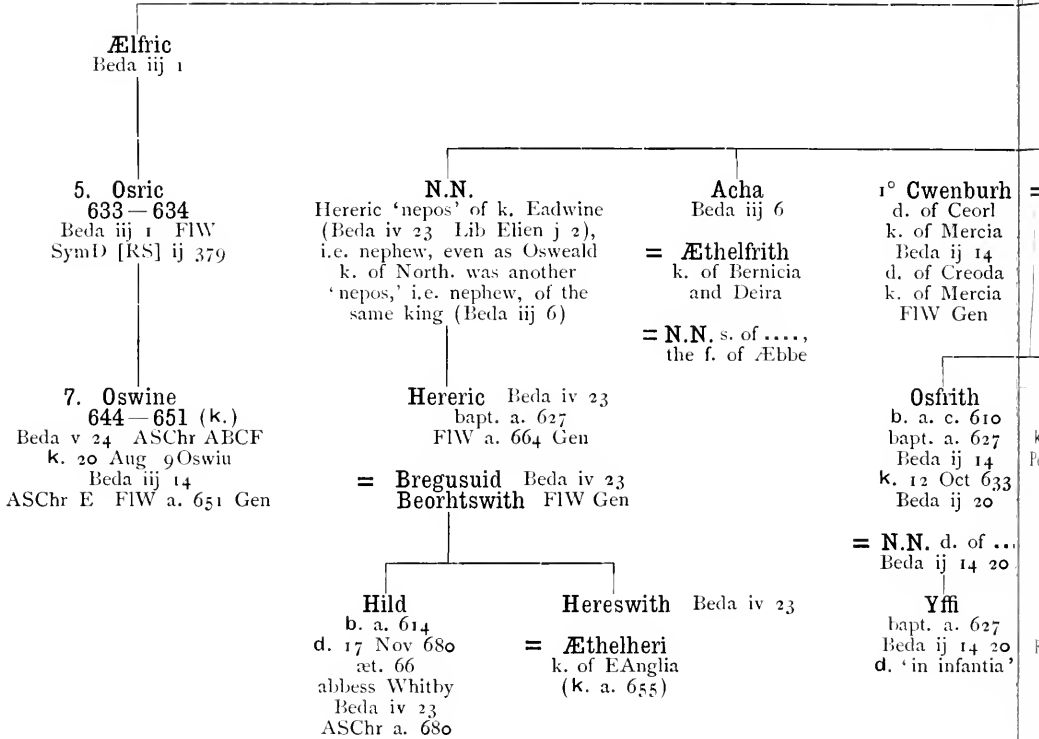 Ælfric
Beda iij 1
5. Osric
633—634
Beda iij 1 FlW
SymD [RS] ij 379
N.N.
Hereric 'nepos' of k. Eadwine
(Beda iv 23 Lib Elien j 2),
i.e. nephew, even as Osweald
k. of North. was another
'nepos,' i.e. nephew, of the
same king (Beda iij 6)
Acha
Beda iij 6
= Æthelfrith
k. of Bernicia
and Deira
= N.N. s. of ....,
the f. of Æbbe
1° Cwenburh =
d. of Ceorl
k. of Mercia
Beda ij 14
d. of Creoda
k. of Mercia
FlW Gen
7. Oswine
644—651 (k.)
Beda v 24 ASChr ABCF
k. 20 Aug 9Oswiu
Beda iij 14
ASChr E FlW a. 651 Gen
Hereric Beda iv 23
bapt. a. 627
FlW a. 664 Gen
= Bregusuid Beda iv 23
Beorhtswith FlW Gen
Osfrith
b. a. c. 610
bapt. a. 627
Beda ij 14
k. 12 Oct 633
Beda ij 20
= N.N. d. of ...
Beda ij 14 20
Hild
b. a. 614
d. 17 Nov 680
æt. 66
abbess Whitby
Beda iv 23
ASChr a. 680
Hereswith Beda iv 23
= Æthelheri
k. of EAnglia
(k. a. 655)
Yffi
bapt. a. 627
Beda ij 14 20
d. 'in infantia'